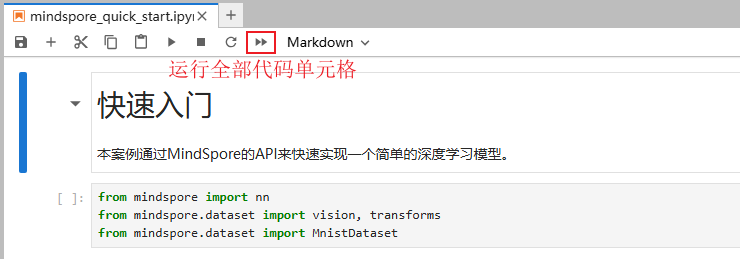 mindspore_quick_start.ipyn
Markdown
运行全部代码单元格
快速入门
本案例通过MindSpore的API来快速实现一个简单的深度学习模型。
[ ]:
from mindspore import nn
from mindspore.dataset import vision, transforms
from mindspore.dataset import MnistDataset